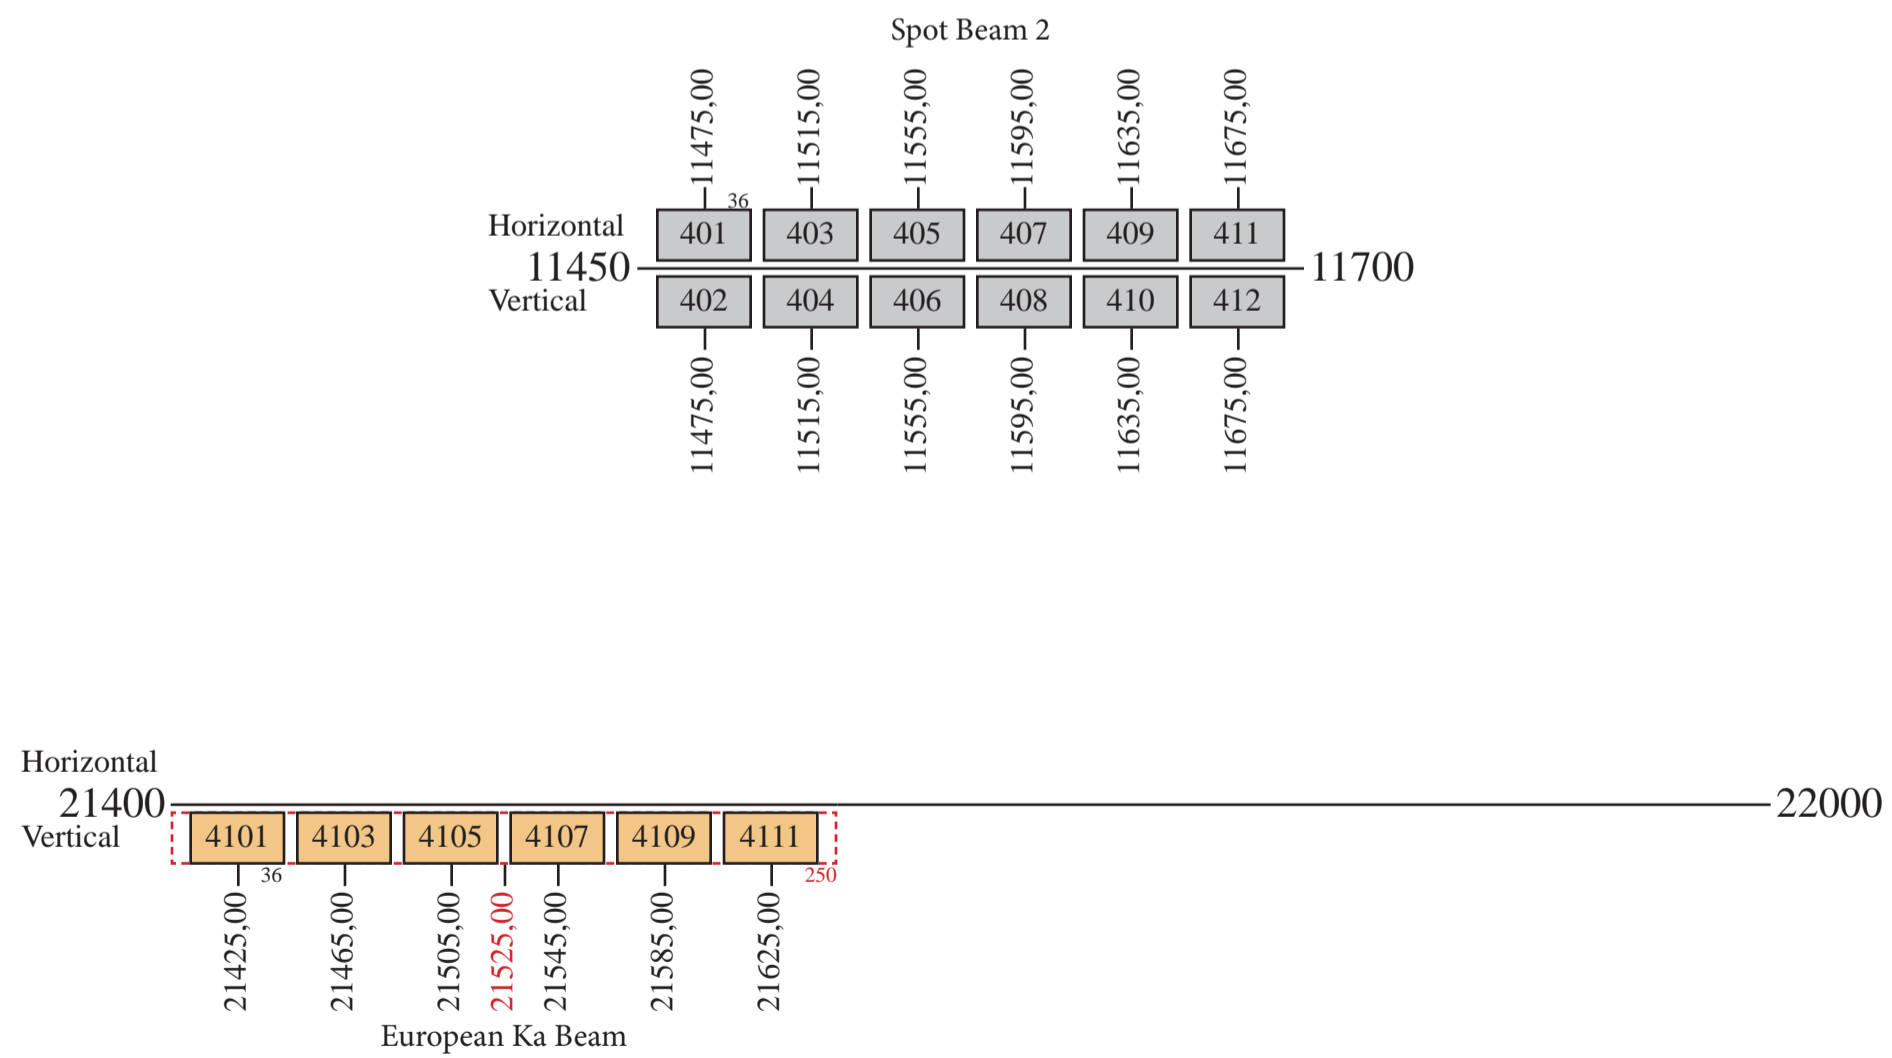 Spot Beam 2
11475,00 11515,00 11555,00 11595,00 11635,00 11675,00
36
Horizontal 401 403 405 407 409 411
11450 11700
Vertical 402 404 406 408 410 412
11475,00 11515,00 11555,00 11595,00 11635,00 11675,00
Horizontal
21400 22000
Vertical 4101 4103 4105 4107 4109 4111
36 250
21425,00 21465,00 21505,00 21525,00 21545,00 21585,00 21625,00
European Ka Beam